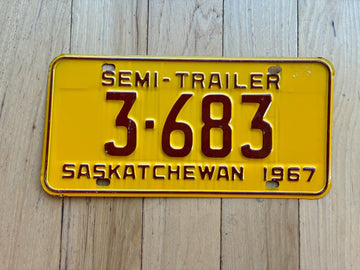 SEMI-TRAILER
3·683
SASKATCHEWAN 1967